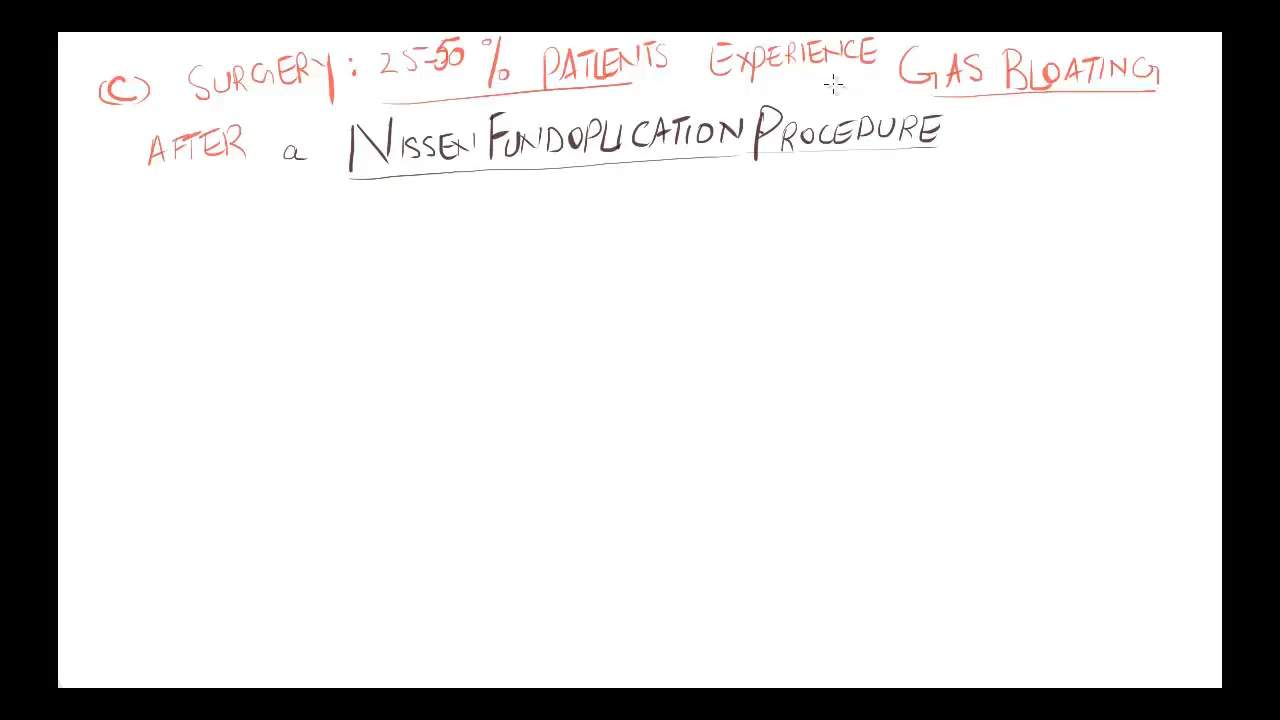 (C) SURGERY: 25-50 % PATIENTS EXPERIENCE GAS BLOATING
AFTER a NISSEN FUNDOPLICATION PROCEDURE